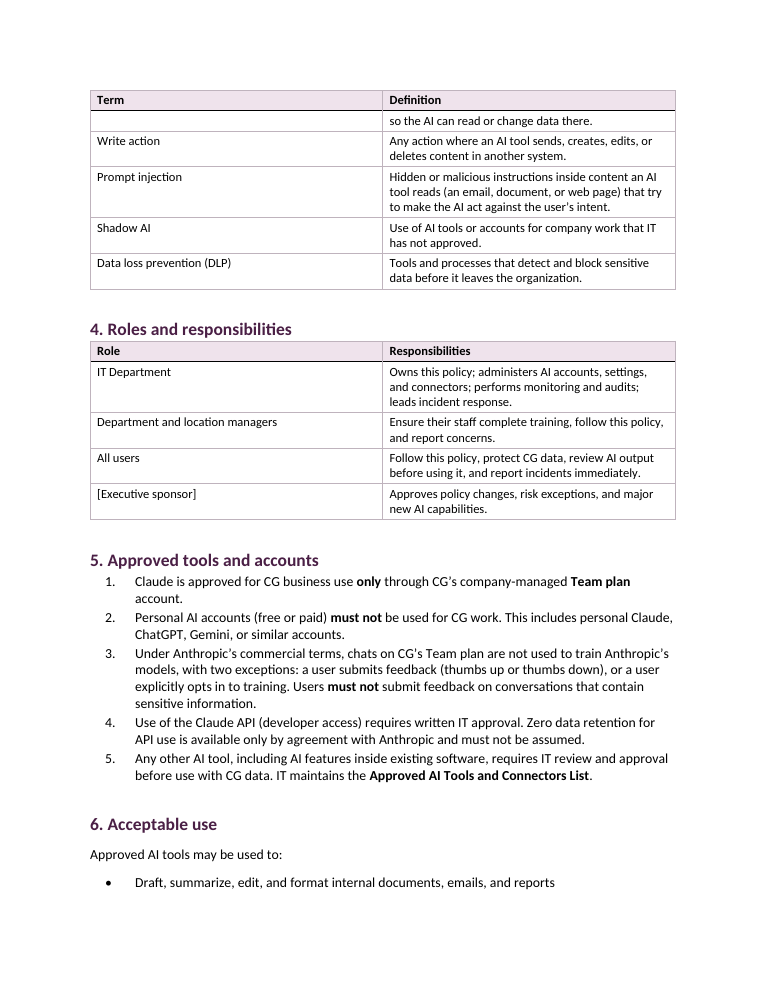 Term Definition
so the AI can read or change data there.
Write action Any action where an AI tool sends, creates, edits, or
deletes content in another system.
Prompt injection Hidden or malicious instructions inside content an AI
tool reads (an email, document, or web page) that try
to make the AI act against the user’s intent.
Shadow AI Use of AI tools or accounts for company work that IT
has not approved.
Data loss prevention (DLP) Tools and processes that detect and block sensitive
data before it leaves the organization.
4. Roles and responsibilities
Role Responsibilities
IT Department Owns this policy; administers AI accounts, settings,
and connectors; performs monitoring and audits;
leads incident response.
Department and location managers Ensure their staff complete training, follow this policy,
and report concerns.
All users Follow this policy, protect CG data, review AI output
before using it, and report incidents immediately.
[Executive sponsor] Approves policy changes, risk exceptions, and major
new AI capabilities.
5. Approved tools and accounts
1. Claude is approved for CG business use only through CG’s company-managed Team plan
account.
2. Personal AI accounts (free or paid) must not be used for CG work. This includes personal Claude,
ChatGPT, Gemini, or similar accounts.
3. Under Anthropic’s commercial terms, chats on CG’s Team plan are not used to train Anthropic’s
models, with two exceptions: a user submits feedback (thumbs up or thumbs down), or a user
explicitly opts in to training. Users must not submit feedback on conversations that contain
sensitive information.
4. Use of the Claude API (developer access) requires written IT approval. Zero data retention for
API use is available only by agreement with Anthropic and must not be assumed.
5. Any other AI tool, including AI features inside existing software, requires IT review and approval
before use with CG data. IT maintains the Approved AI Tools and Connectors List.
6. Acceptable use
Approved AI tools may be used to:
• Draft, summarize, edit, and format internal documents, emails, and reports